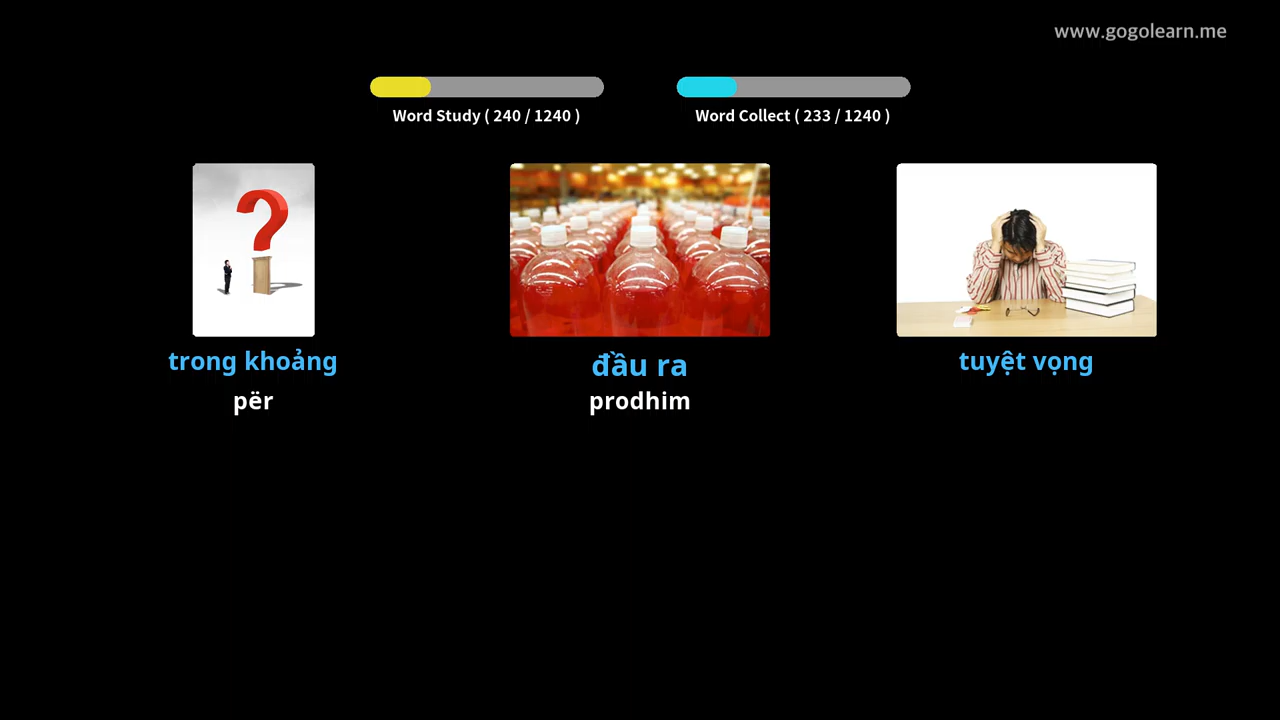 www.gogolearn.me
Word Study ( 240 / 1240 )
Word Collect ( 233 / 1240 )
trong khoảng
për
đầu ra
prodhim
tuyệt vọng